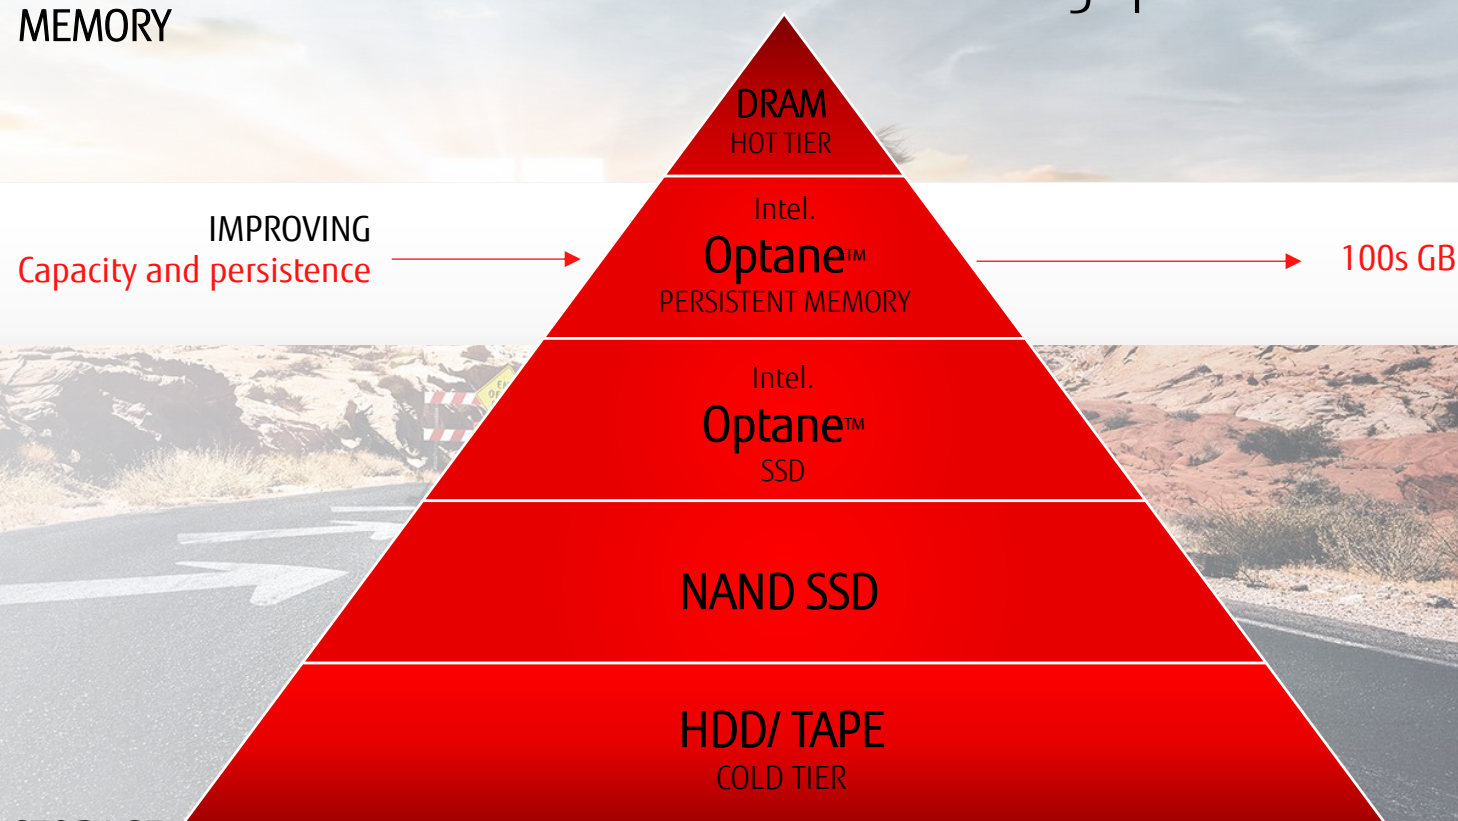 MEMORY
DRAM
HOT TIER
IMPROVING
Capacity and persistence
Intel.
Optane™
PERSISTENT MEMORY
100s GB
Intel.
Optane™
SSD
NAND SSD
HDD/ TAPE
COLD TIER